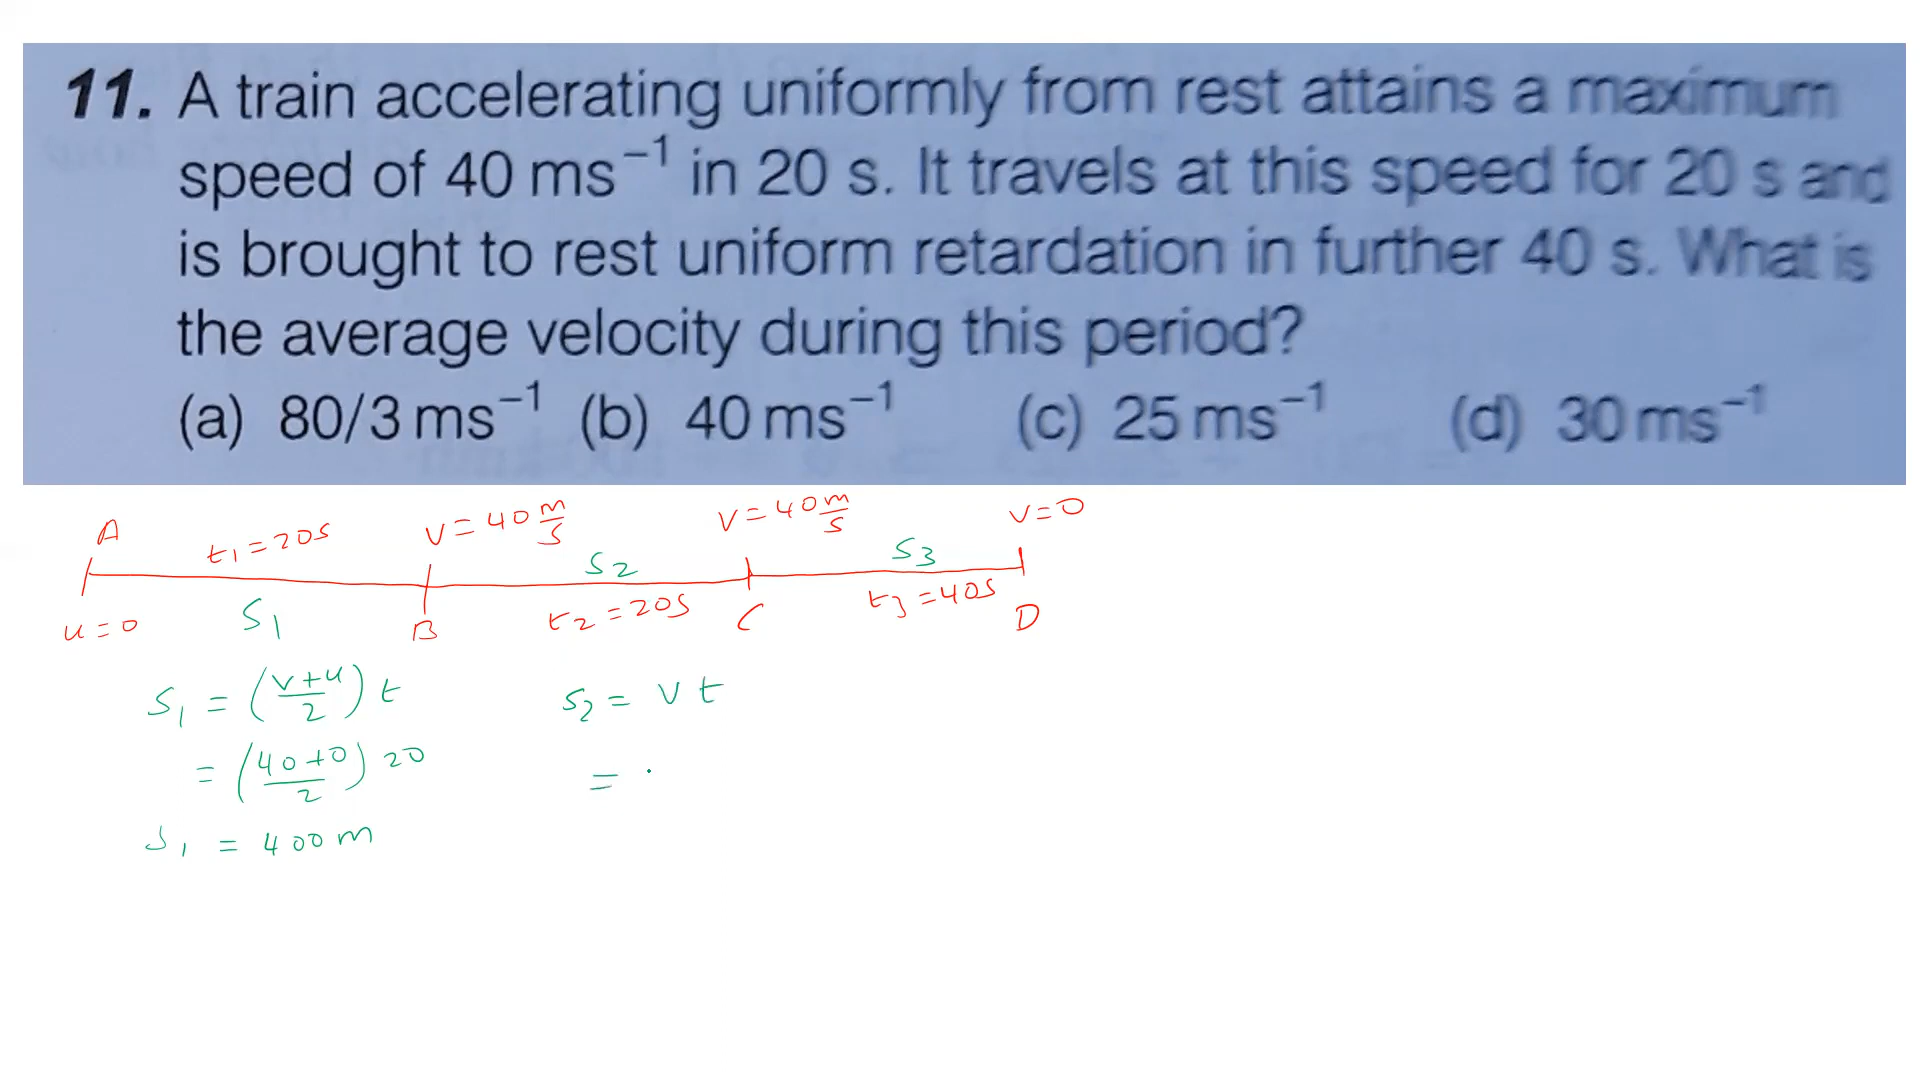 11. A train accelerating uniformly from rest attains a maximum
speed of 40 ms⁻¹ in 20 s. It travels at this speed for 20 s and
is brought to rest uniform retardation in further 40 s. What is
the average velocity during this period?
(a) 80/3 ms⁻¹ (b) 40 ms⁻¹ (c) 25 ms⁻¹ (d) 30 ms⁻¹
A t₁ = 20s v = 40 m/s v = 40 m/s v = 0
s₂ s₃
u = 0 s₁ B t₂ = 20s C t₃ = 40s D
s₁ = ((v+u)/2) t s₂ = v t
= ((40+0)/2) 20 =
s₁ = 400 m